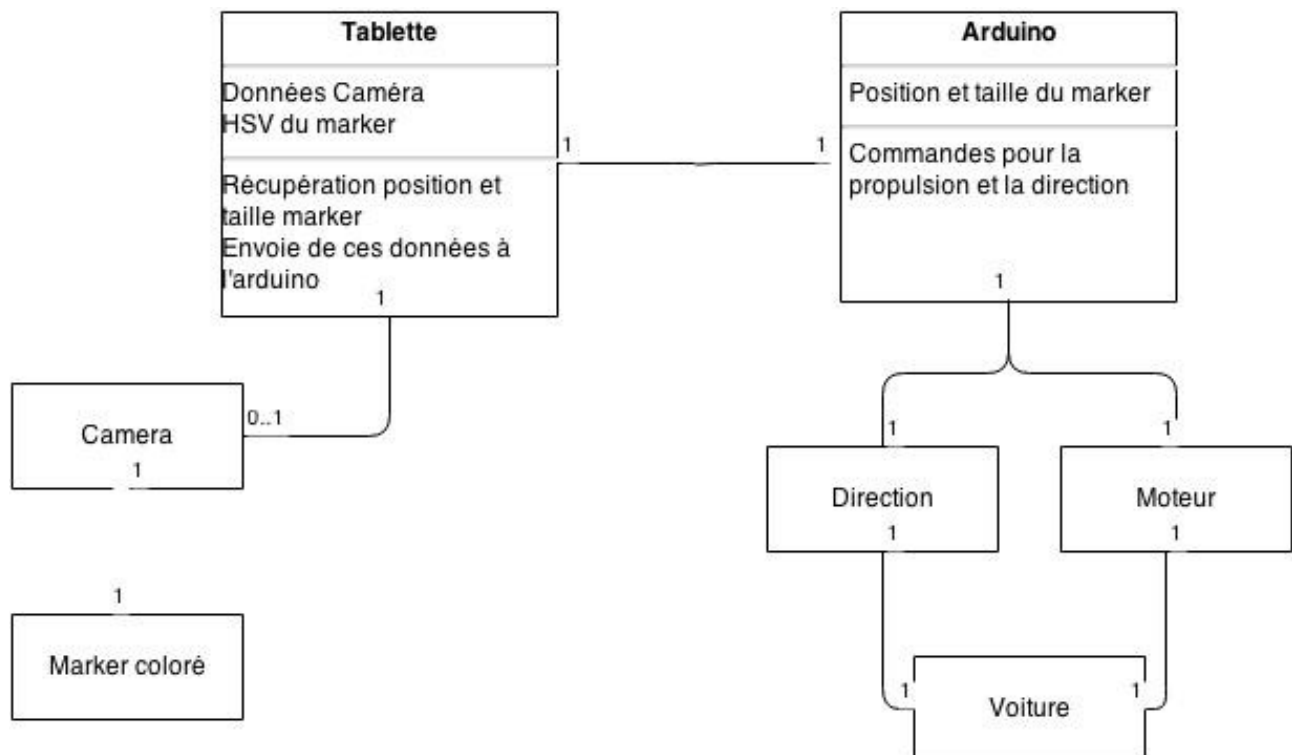 Tablette
Données Caméra
HSV du marker
Récupération position et
taille marker
Envoie de ces données à
l'arduino
1
1
1
Arduino
Position et taille du marker
Commandes pour la
propulsion et la direction
1
0..1
Camera
1
1
Marker coloré
1
1
Direction
1
Moteur
1
1
Voiture
1